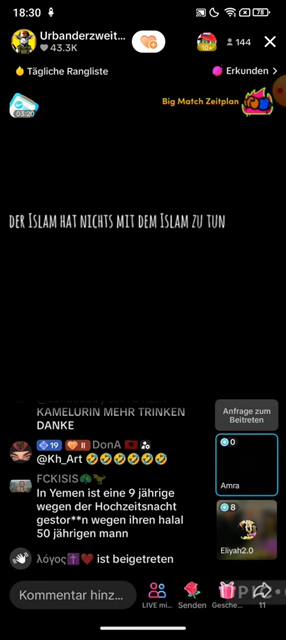 18:30
78
Urbanderzweit...
43.3K
10+
144
Tägliche Rangliste
Erkunden >
03:20
Big Match Zeitplan
der Islam hat nichts mit dem Islam zu tun
KAMELURIN MEHR TRINKEN
DANKE
19 II DonA
@Kh_Art 🤣🤣🤣🤣🤣🤣
FCKISIS
In Yemen ist eine 9 jährige
wegen der Hochzeitsnacht
gestor**n wegen ihren halal
50 jährigen mann
λόγος✝️❤️ ist beigetreten
Anfrage zum
Beitreten
0
Amra
8
Eliyah2.0
Kommentar hinz...
LIVE mi...
Senden
Gesche...
11